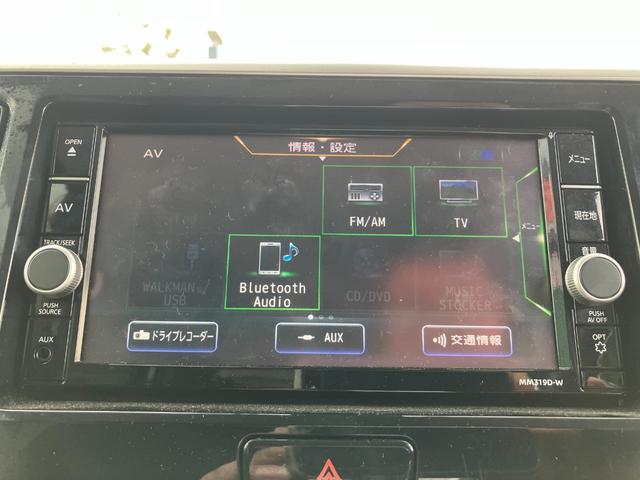 OPEN
AV
TRACK/SEEK
PUSH
SOURCE
AUX
AV
情報・設定
FM/AM
TV
メニュー
WALKMAN®/
USB
Bluetooth
Audio
CD/DVD
MUSIC
STOCKER
ドライブレコーダー
AUX
交通情報
メニュー
現在地
音量
PUSH
AV OFF
OPT
MM319D-W